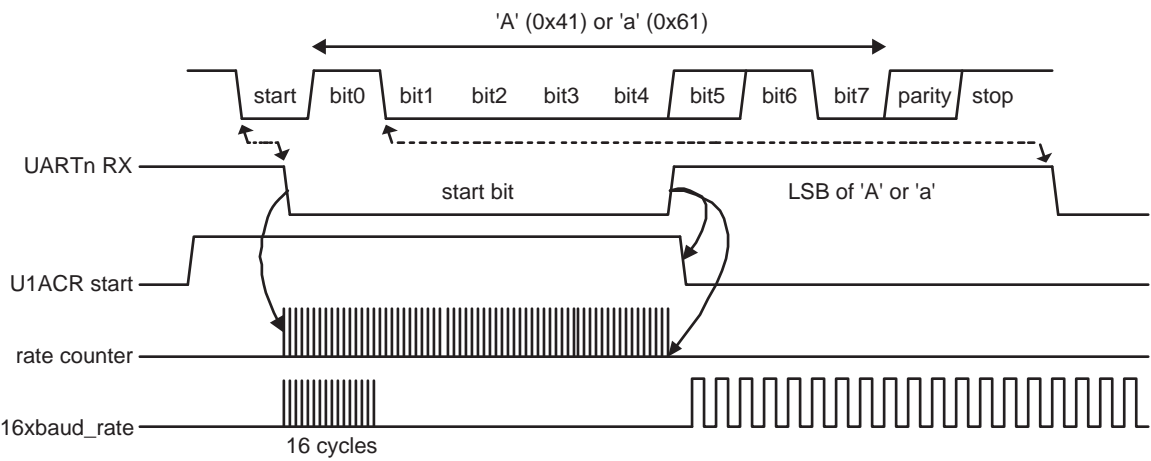 'A' (0x41) or 'a' (0x61)
start bit0 bit1 bit2 bit3 bit4 bit5 bit6 bit7 parity stop
UARTn RX
start bit
LSB of 'A' or 'a'
U1ACR start
rate counter
16xbaud_rate
16 cycles